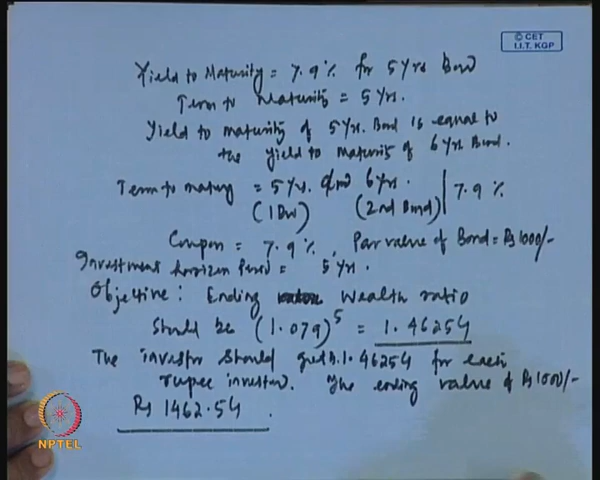 © CET
I.I.T. KGP
Yield to Maturity = 7.9% for 5 Yrs Bond
Term to Maturity = 5 Yrs.
Yield to maturity of 5 Yrs. Bond is equal to
the yield to maturity of 6 Yrs Bond.
Term to maturity = 5 Yrs. and 6 Yrs. | 7.9%
(1 Bond) (2nd Bond)
Coupon = 7.9%, Par value of Bond = Rs 1000/-
Investment horizon Period = 5 Yrs.
Objective: Ending Wealth ratio
Should be (1.079)^5 = 1.46254
The investor should get Rs. 1.46254 for each
rupee invested. The ending value of Rs 1000/-
Rs 1462.54.
NPTEL